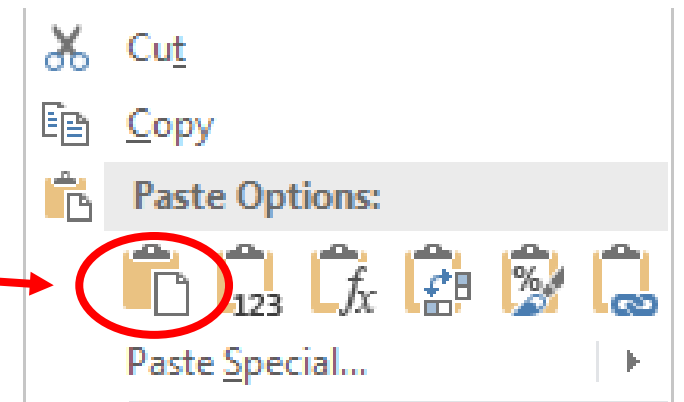 Cut
Copy
Paste Options:
123 fx %
Paste Special...